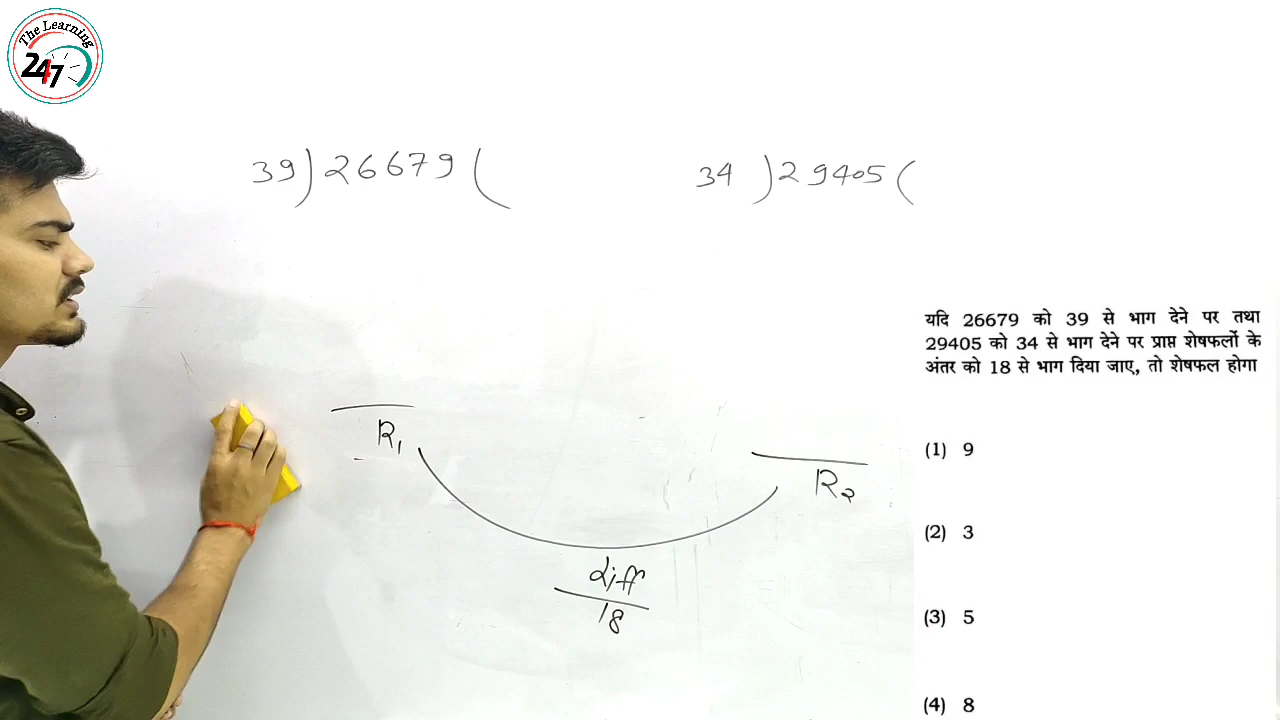 The Learning
247
39)26679(
34)29405(
यदि 26679 को 39 से भाग देने पर तथा
29405 को 34 से भाग देने पर प्राप्त शेषफलों के
अंतर को 18 से भाग दिया जाए, तो शेषफल होगा
(1) 9
(2) 3
(3) 5
(4) 8
R₁
R₂
diff
18